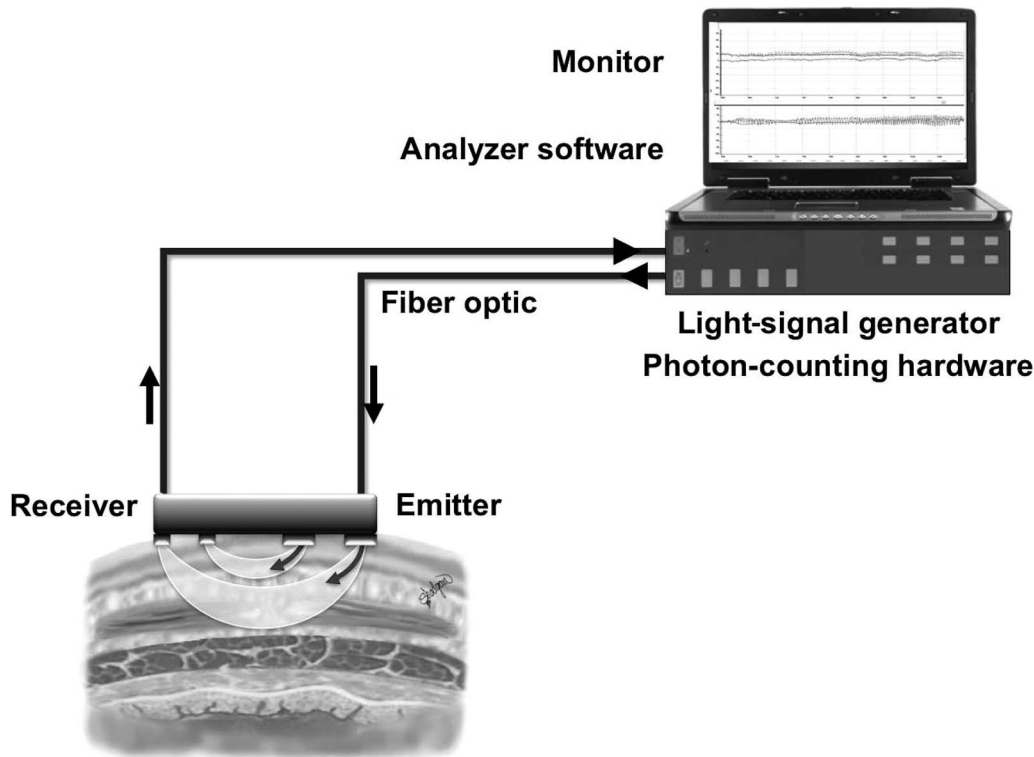 Monitor
Analyzer software
Fiber optic
Light-signal generator
Photon-counting hardware
Receiver
Emitter